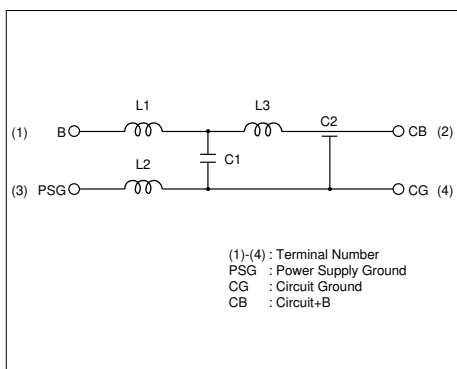 L1
L3
C2
(1) B
CB (2)
C1
L2
(3) PSG
CG (4)
(1)-(4) : Terminal Number
PSG : Power Supply Ground
CG : Circuit Ground
CB : Circuit+B